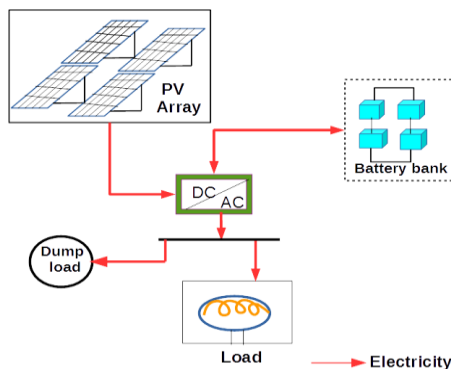 PV
Array
Battery bank
DC
AC
Dump
load
Load
Electricity